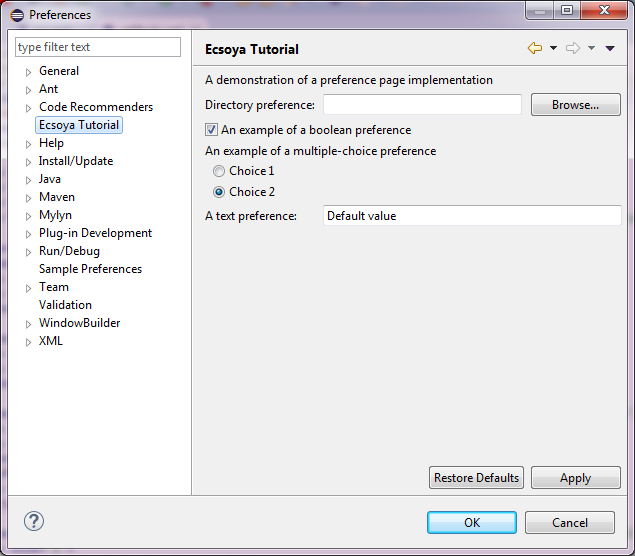 Preferences
type filter text
General
Ant
Code Recommenders
Ecsoya Tutorial
Help
Install/Update
Java
Maven
Mylyn
Plug-in Development
Run/Debug
Sample Preferences
Team
Validation
WindowBuilder
XML
Ecsoya Tutorial
A demonstration of a preference page implementation
Directory preference: Browse...
An example of a boolean preference
An example of a multiple-choice preference
Choice 1
Choice 2
A text preference: Default value
Restore Defaults Apply
? OK Cancel